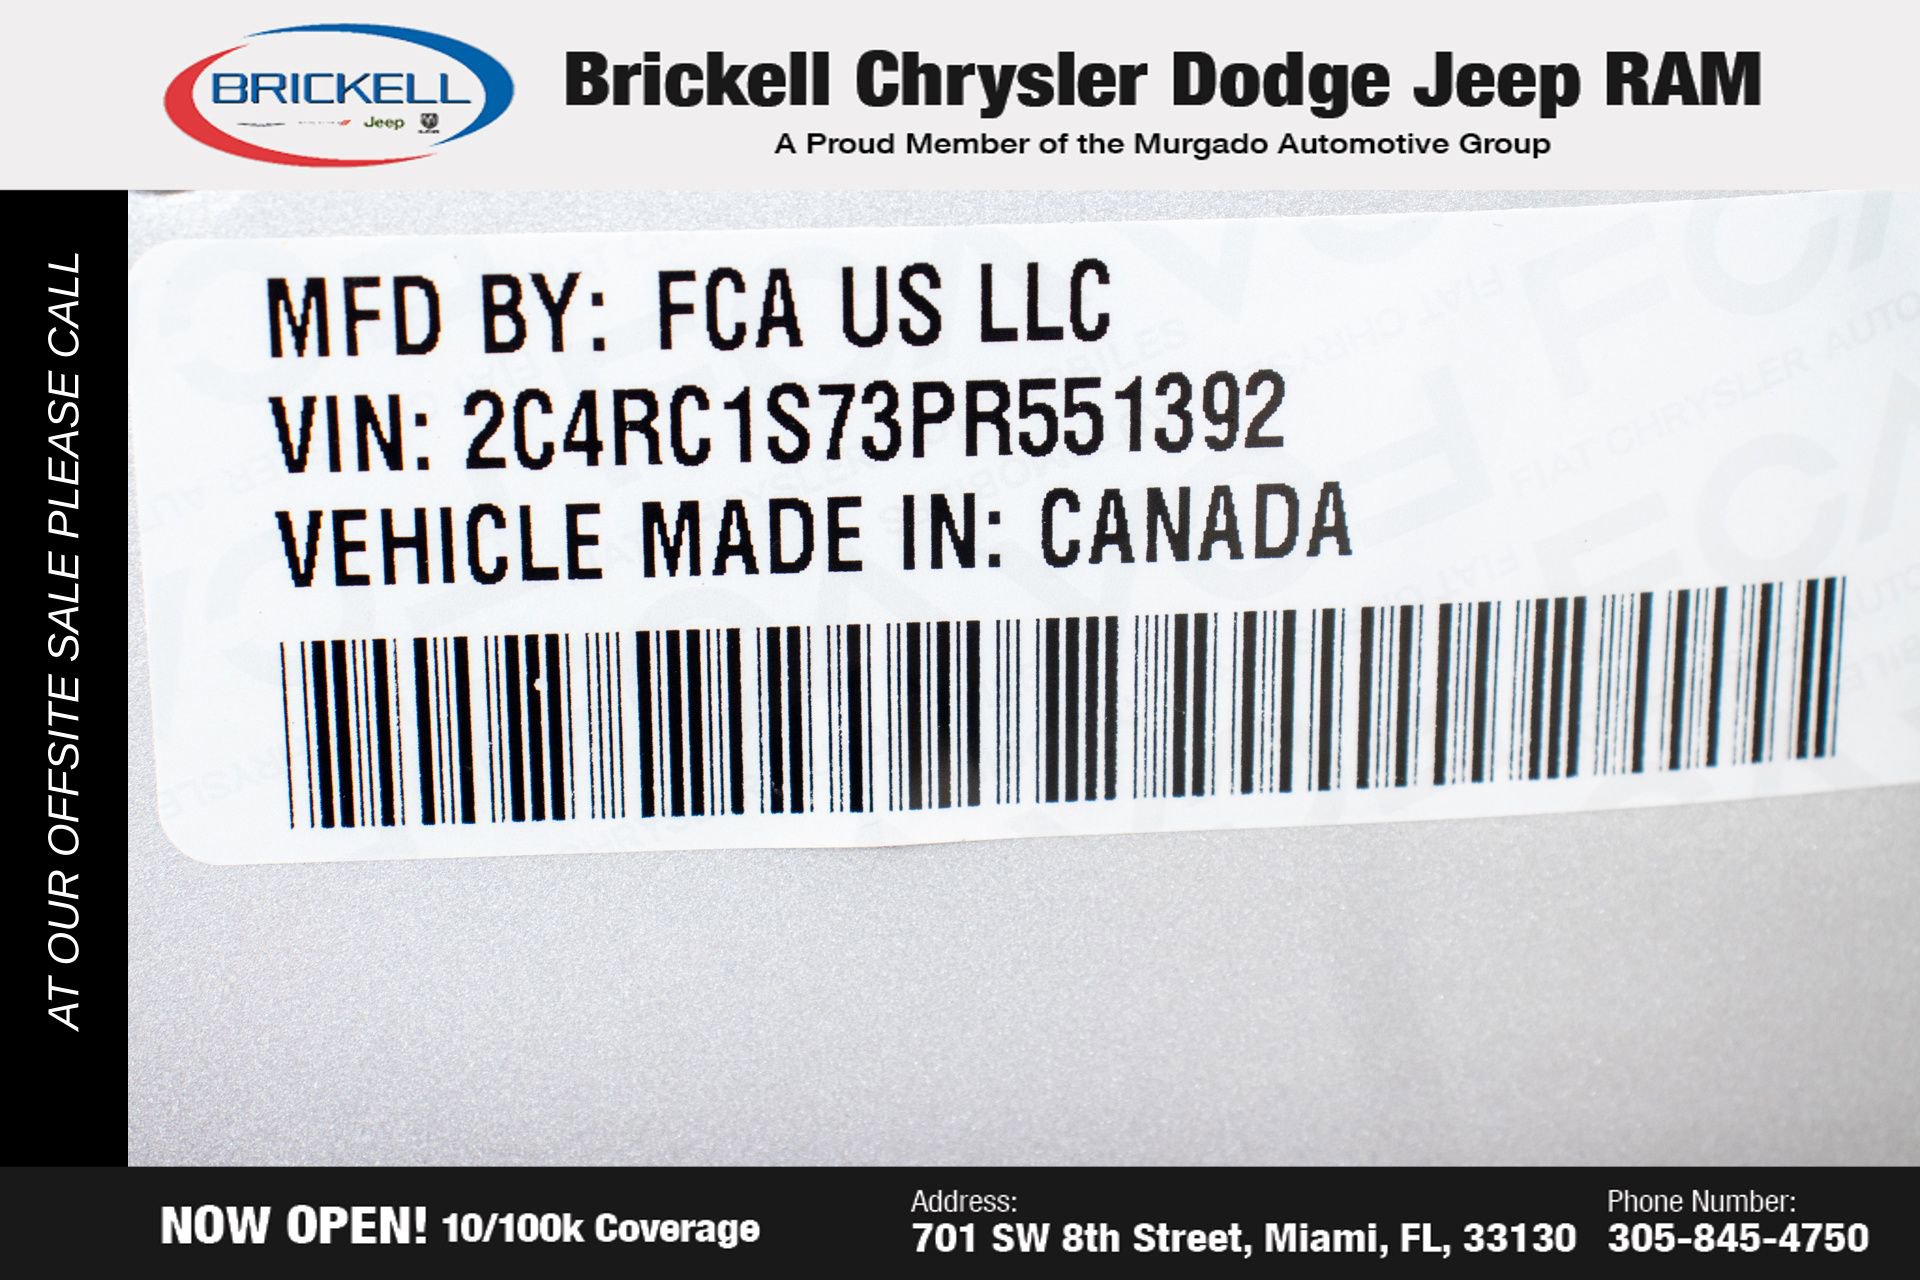 BRICKELL
Jeep
Brickell Chrysler Dodge Jeep RAM
A Proud Member of the Murgado Automotive Group
AT OUR OFFSITE SALE PLEASE CALL
MFD BY: FCA US LLC
VIN: 2C4RC1S73PR551392
VEHICLE MADE IN: CANADA
NOW OPEN! 10/100k Coverage
Address:
701 SW 8th Street, Miami, FL, 33130
Phone Number:
305-845-4750